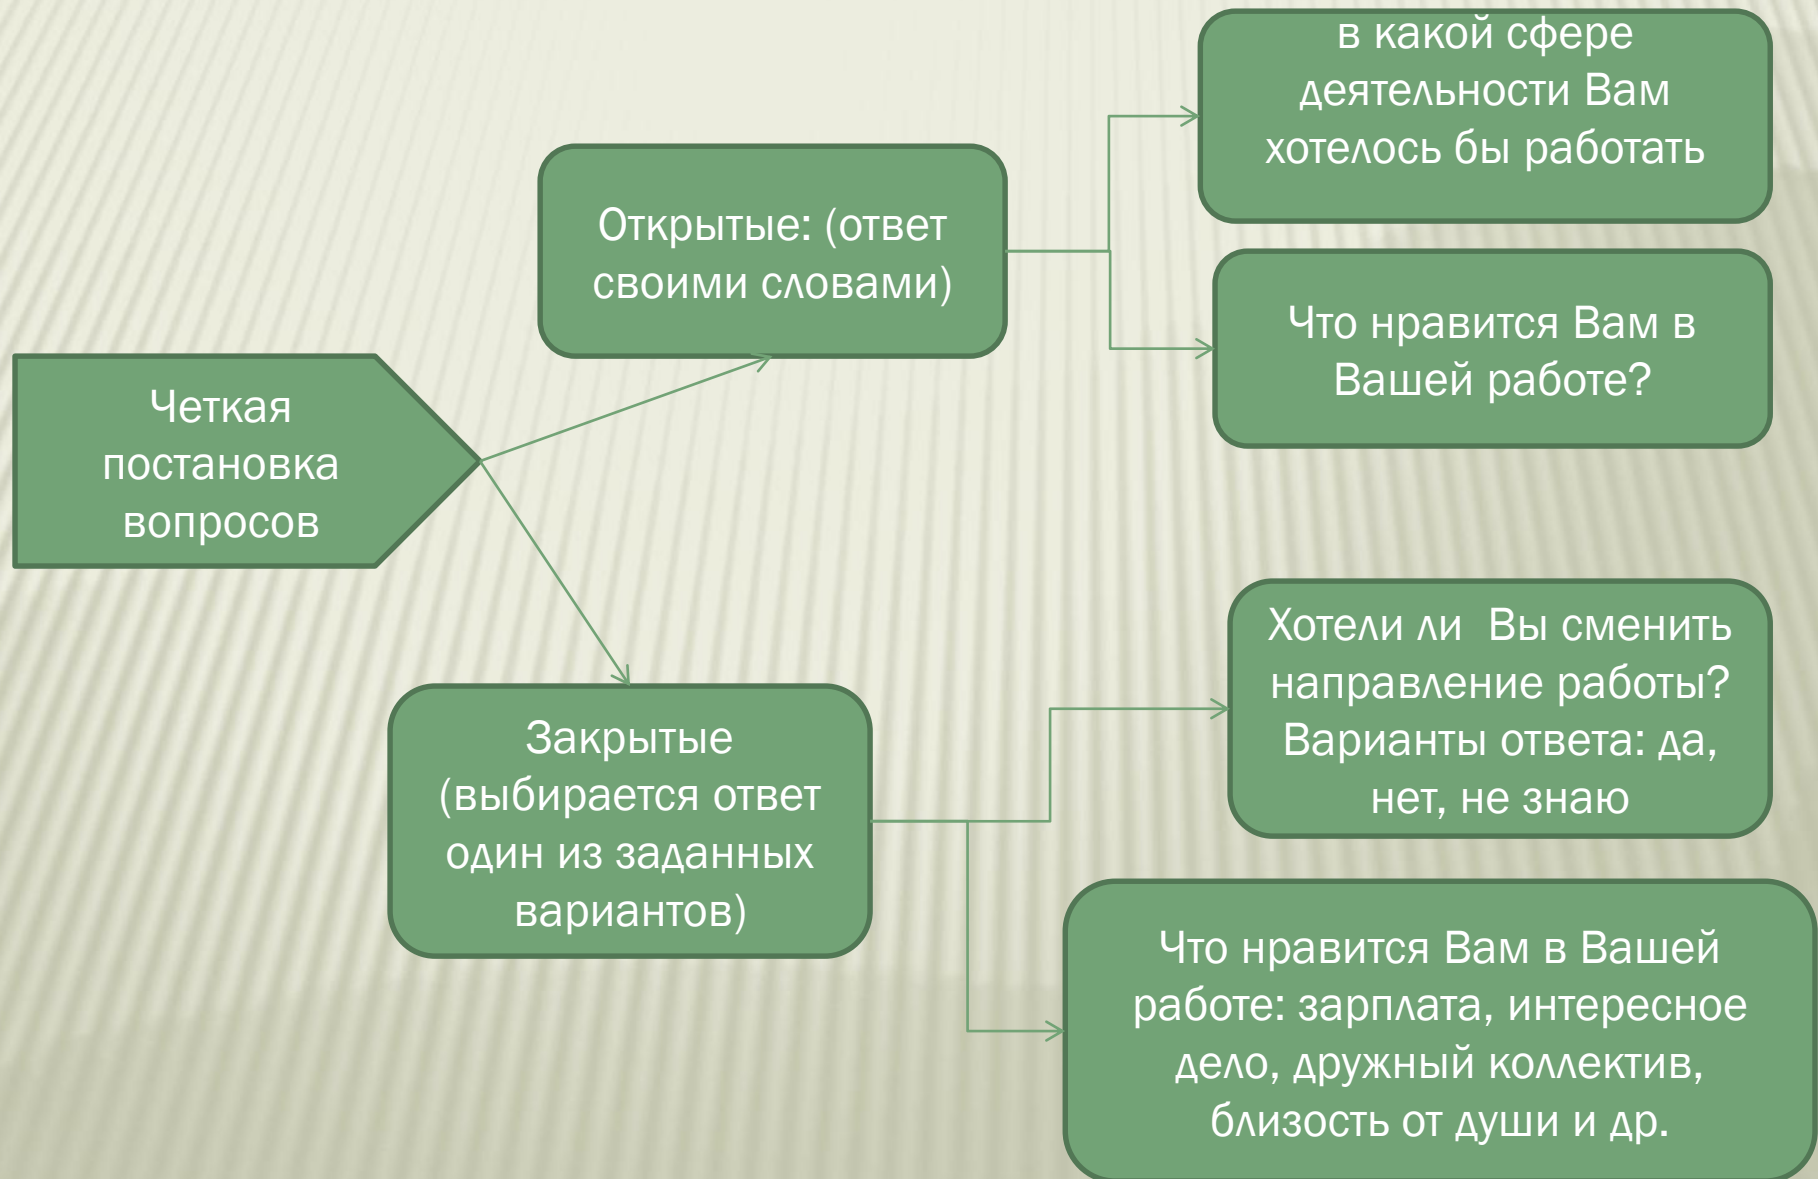 Четкая
постановка
вопросов
Открытые: (ответ
своими словами)
в какой сфере
деятельности Вам
хотелось бы работать
Что нравится Вам в
Вашей работе?
Закрытые
(выбирается ответ
один из заданных
вариантов)
Хотели ли Вы сменить
направление работы?
Варианты ответа: да,
нет, не знаю
Что нравится Вам в Вашей
работе: зарплата, интересное
дело, дружный коллектив,
близость от души и др.